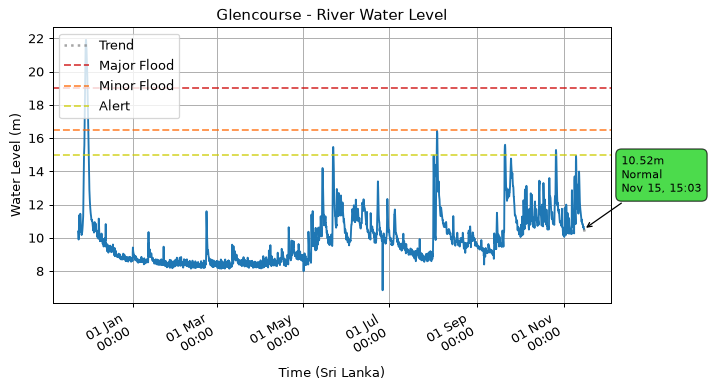 Glencourse - River Water Level
Trend
Major Flood
Minor Flood
Alert
Water Level (m)
22
20
18
16
14
12
10
8
10.52m
Normal
Nov 15, 15:03
01 Jan
00:00
01 Mar
00:00
01 May
00:00
01 Jul
00:00
01 Sep
00:00
01 Nov
00:00
Time (Sri Lanka)